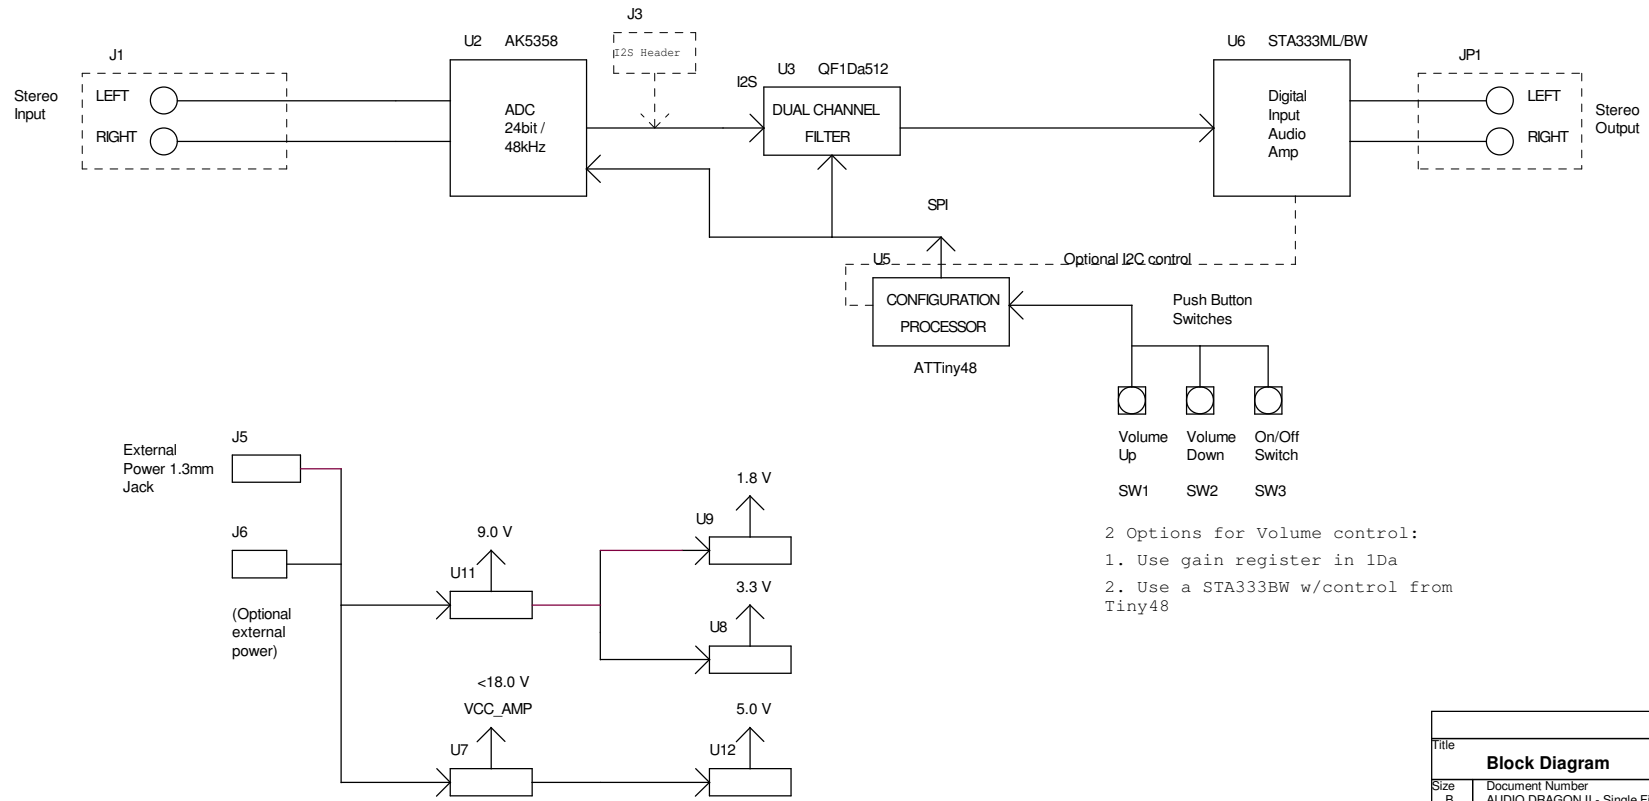 J3
I2S Header
J1
Stereo
Input
LEFT
RIGHT
U2 AK5358
ADC
24bit /
48kHz
I2S
U3 QF1Da512
DUAL CHANNEL
FILTER
U6 STA333ML/BW
Digital
Input
Audio
Amp
JP1
LEFT
RIGHT
Stereo
Output
SPI
U5
Optional I2C control
CONFIGURATION
PROCESSOR
ATTiny48
Push Button
Switches
Volume
Up
SW1
Volume
Down
SW2
On/Off
Switch
SW3
2 Options for Volume control:
1. Use gain register in 1Da
2. Use a STA333BW w/control from
Tiny48
External
Power 1.3mm
Jack
J5
J6
(Optional
external
power)
9.0 V
U11
1.8 V
U9
3.3 V
U8
<18.0 V
VCC_AMP
U7
5.0 V
U12
Title
Block Diagram
Size
B
Document Number
AUDIO DRAGON II - Single